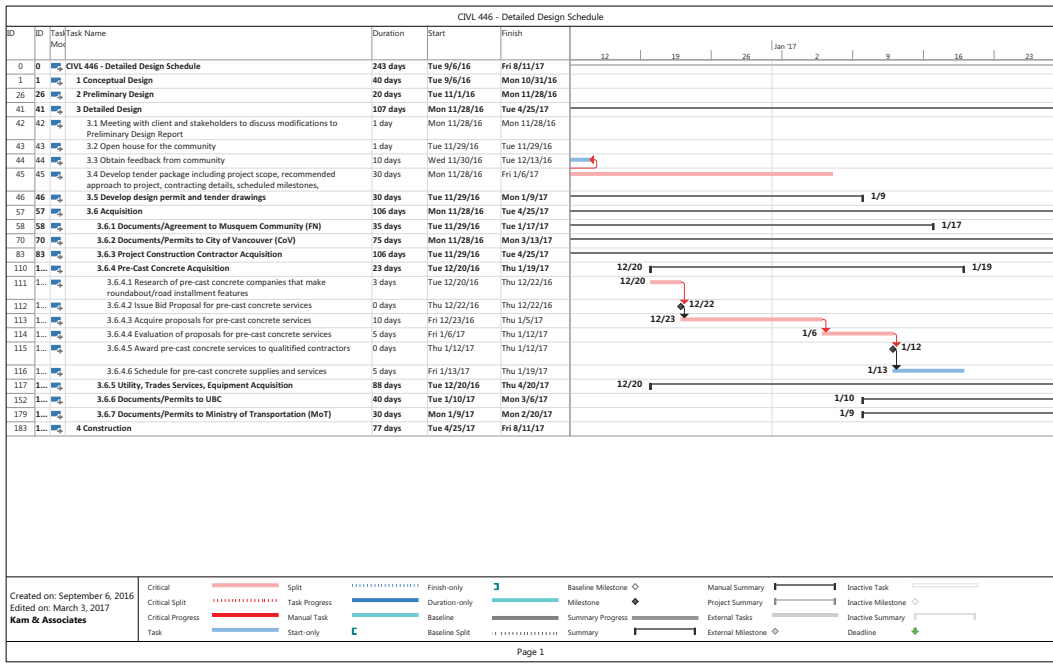 CIVL 446 - Detailed Design Schedule
ID ID Task Mod Task Name Duration Start Finish
Jan '17
12 19 26 2 9 16 23
0 0 CIVL 446 - Detailed Design Schedule 243 days Tue 9/6/16 Fri 8/11/17
1 1 1 Conceptual Design 40 days Tue 9/6/16 Mon 10/31/16
26 26 2 Preliminary Design 20 days Tue 11/1/16 Mon 11/28/16
41 41 3 Detailed Design 107 days Mon 11/28/16 Tue 4/25/17
42 42 3.1 Meeting with client and stakeholders to discuss modifications to 1 day Mon 11/28/16 Mon 11/28/16
Preliminary Design Report
43 43 3.2 Open house for the community 1 day Tue 11/29/16 Tue 11/29/16
44 44 3.3 Obtain feedback from community 10 days Wed 11/30/16 Tue 12/13/16
45 45 3.4 Develop tender package including project scope, recommended 30 days Mon 11/28/16 Fri 1/6/17
approach to project, contracting details, scheduled milestones,
46 46 3.5 Develop design permit and tender drawings 30 days Tue 11/29/16 Mon 1/9/17 1/9
57 57 3.6 Acquisition 106 days Mon 11/28/16 Tue 4/25/17
58 58 3.6.1 Documents/Agreement to Musquem Community (FN) 35 days Tue 11/29/16 Tue 1/17/17 1/17
70 70 3.6.2 Documents/Permits to City of Vancouver (CoV) 75 days Mon 11/28/16 Mon 3/13/17
83 83 3.6.3 Project Construction Contractor Acquisition 106 days Tue 11/29/16 Tue 4/25/17
110 1... 3.6.4 Pre-Cast Concrete Acquisition 23 days Tue 12/20/16 Thu 1/19/17 12/20 1/19
111 1... 3.6.4.1 Research of pre-cast concrete companies that make 3 days Tue 12/20/16 Thu 12/22/16 12/20
roundabout/road installment features
112 1... 3.6.4.2 Issue Bid Proposal for pre-cast concrete services 0 days Thu 12/22/16 Thu 12/22/16 12/22
113 1... 3.6.4.3 Acquire proposals for pre-cast concrete services 10 days Fri 12/23/16 Thu 1/5/17 12/23
114 1... 3.6.4.4 Evaluation of proposals for pre-cast concrete services 5 days Fri 1/6/17 Thu 1/12/17 1/6
115 1... 3.6.4.5 Award pre-cast concrete services to qualitified contractors 0 days Thu 1/12/17 Thu 1/12/17 1/12
116 1... 3.6.4.6 Schedule for pre-cast concrete supplies and services 5 days Fri 1/13/17 Thu 1/19/17 1/13
117 1... 3.6.5 Utility, Trades Services, Equipment Acquisition 88 days Tue 12/20/16 Thu 4/20/17 12/20
152 1... 3.6.6 Documents/Permits to UBC 40 days Tue 1/10/17 Mon 3/6/17 1/10
179 1... 3.6.7 Documents/Permits to Ministry of Transportation (MoT) 30 days Mon 1/9/17 Mon 2/20/17 1/9
183 1... 4 Construction 77 days Tue 4/25/17 Fri 8/11/17
Created on: September 6, 2016
Edited on: March 3, 2017
Kam & Associates
Critical Split Finish-only Baseline Milestone Manual Summary Inactive Task
Critical Split Task Progress Duration-only Milestone Project Summary Inactive Milestone
Critical Progress Manual Task Baseline Summary Progress External Tasks Inactive Summary
Task Start-only Baseline Split Summary External Milestone Deadline
Page 1